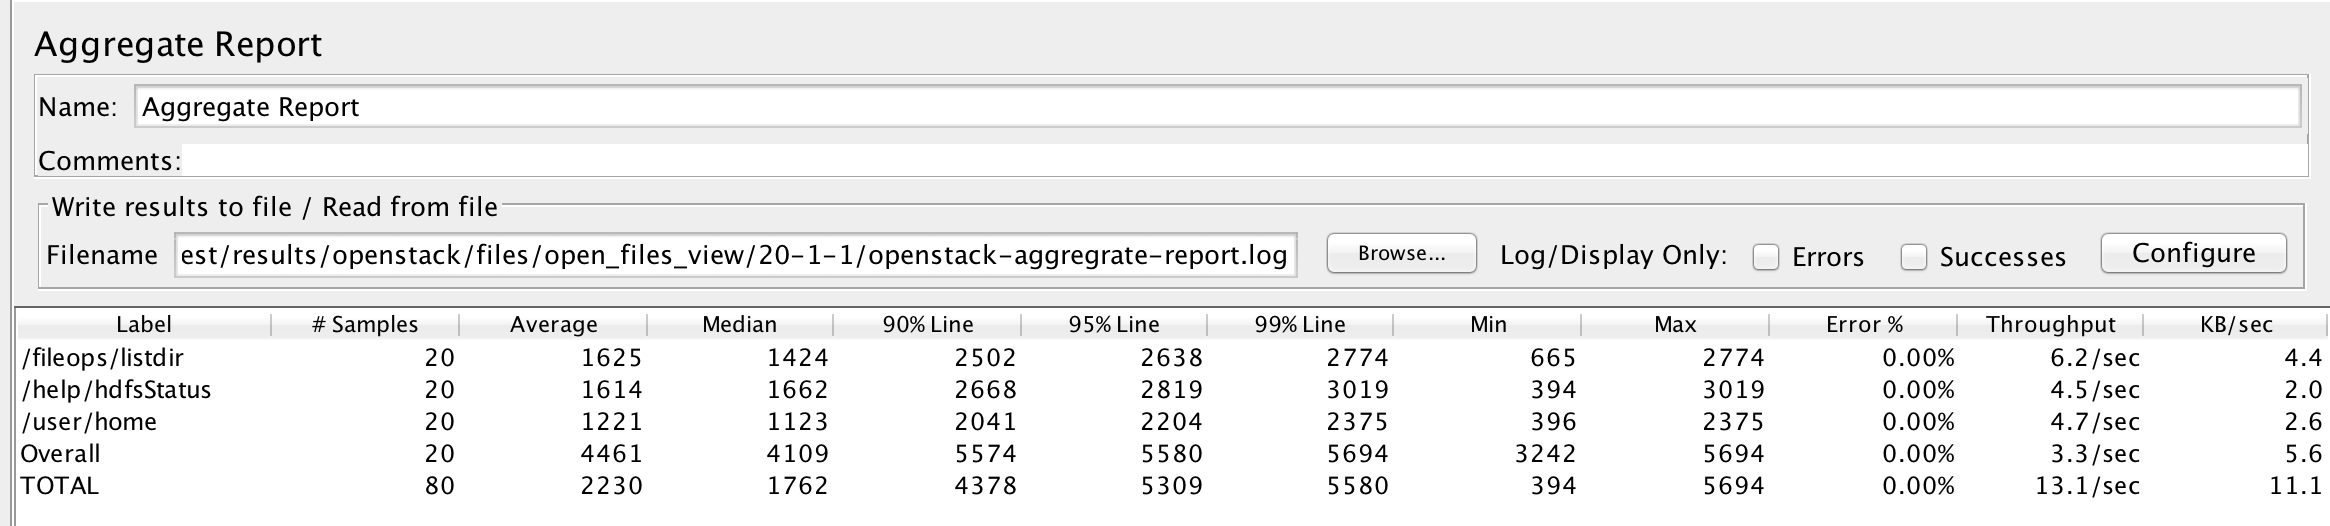 Aggregate Report
Name: Aggregate Report
Comments:
Write results to file / Read from file
Filename est/results/openstack/files/open_files_view/20-1-1/openstack-aggregrate-report.log Browse... Log/Display Only: Errors Successes Configure
Label # Samples Average Median 90% Line 95% Line 99% Line Min Max Error % Throughput KB/sec
/fileops/listdir 20 1625 1424 2502 2638 2774 665 2774 0.00% 6.2/sec 4.4
/help/hdfsStatus 20 1614 1662 2668 2819 3019 394 3019 0.00% 4.5/sec 2.0
/user/home 20 1221 1123 2041 2204 2375 396 2375 0.00% 4.7/sec 2.6
Overall 20 4461 4109 5574 5580 5694 3242 5694 0.00% 3.3/sec 5.6
TOTAL 80 2230 1762 4378 5309 5580 394 5694 0.00% 13.1/sec 11.1